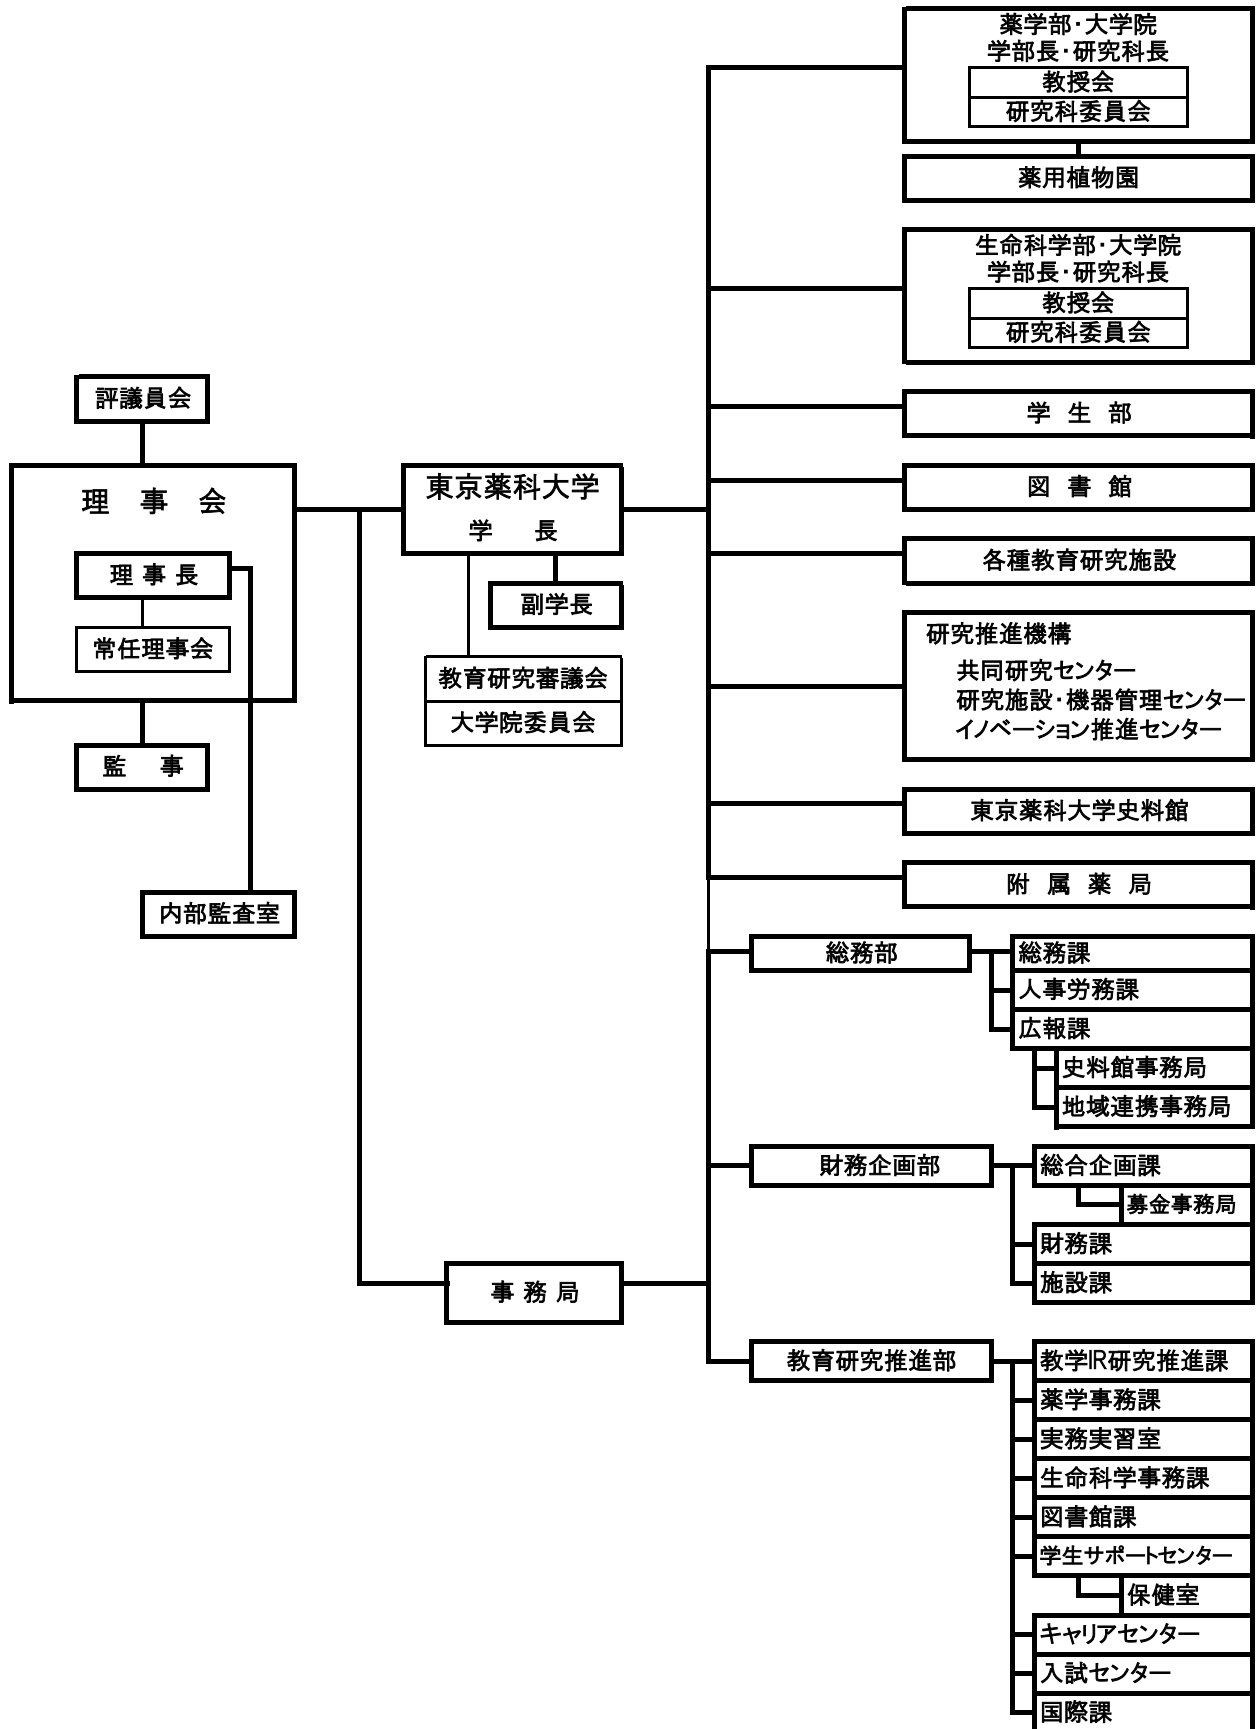 評議員会
理 事 会
理 事 長
常任理事会
監 事
内部監査室
東京薬科大学
学 長
副学長
教育研究審議会
大学院委員会
事 務 局
薬学部・大学院
学部長・研究科長
教授会
研究科委員会
薬用植物園
生命科学部・大学院
学部長・研究科長
教授会
研究科委員会
学 生 部
図 書 館
各種教育研究施設
研究推進機構
共同研究センター
研究施設・機器管理センター
イノベーション推進センター
東京薬科大学史料館
附 属 薬 局
総務部
総務課
人事労務課
広報課
史料館事務局
地域連携事務局
財務企画部
総合企画課
募金事務局
財務課
施設課
教育研究推進部
教学IR研究推進課
薬学事務課
実務実習室
生命科学事務課
図書館課
学生サポートセンター
保健室
キャリアセンター
入試センター
国際課